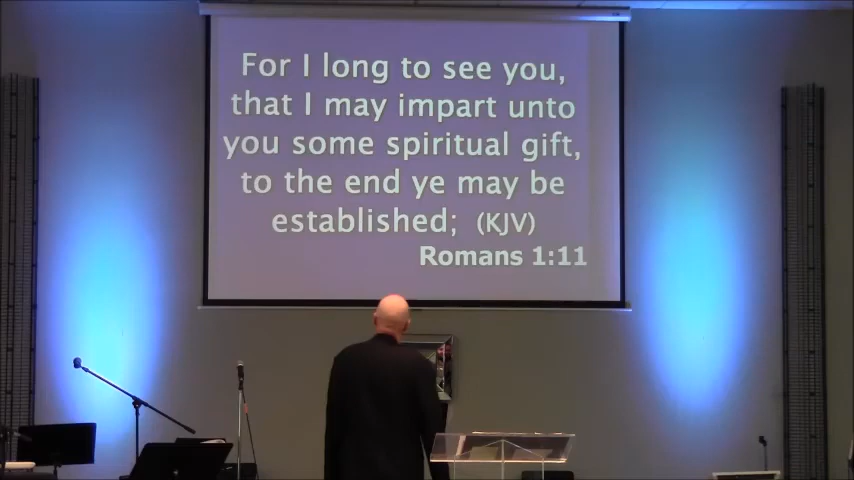 For I long to see you,
that I may impart unto
you some spiritual gift,
to the end ye may be
established; (KJV)
Romans 1:11